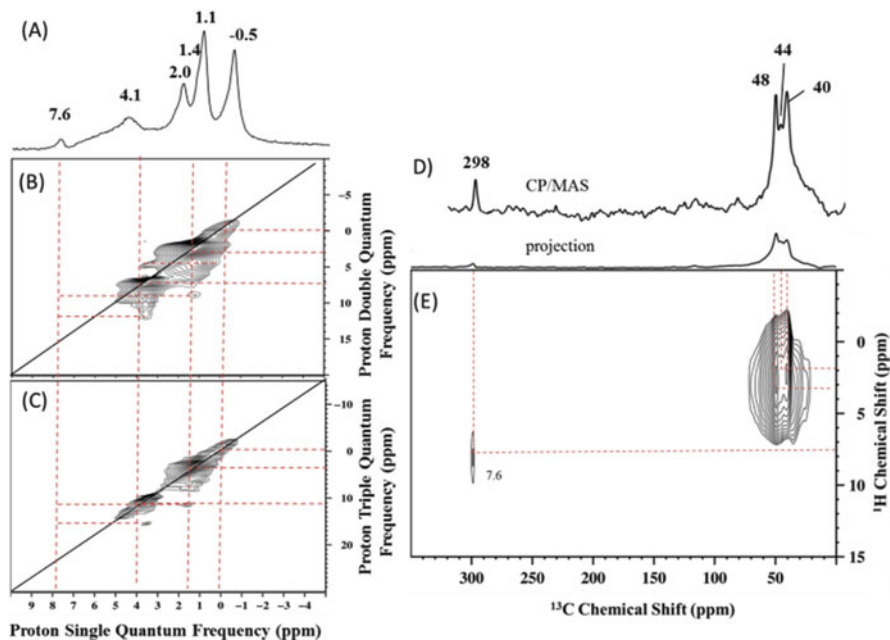 (A)
7.6
4.1
2.0
1.4
1.1
-0.5
(B)
-5
0
5
10
15
Proton Double Quantum
Frequency (ppm)
(C)
-10
0
10
20
Proton Triple Quantum
Frequency (ppm)
9 8 7 6 5 4 3 2 1 0 -1 -2 -3 -4
Proton Single Quantum Frequency (ppm)
D)
298
48
44
40
CP/MAS
projection
(E)
7.6
0
5
10
15
¹H Chemical Shift (ppm)
300 250 200 150 100 50
¹³C Chemical Shift (ppm)